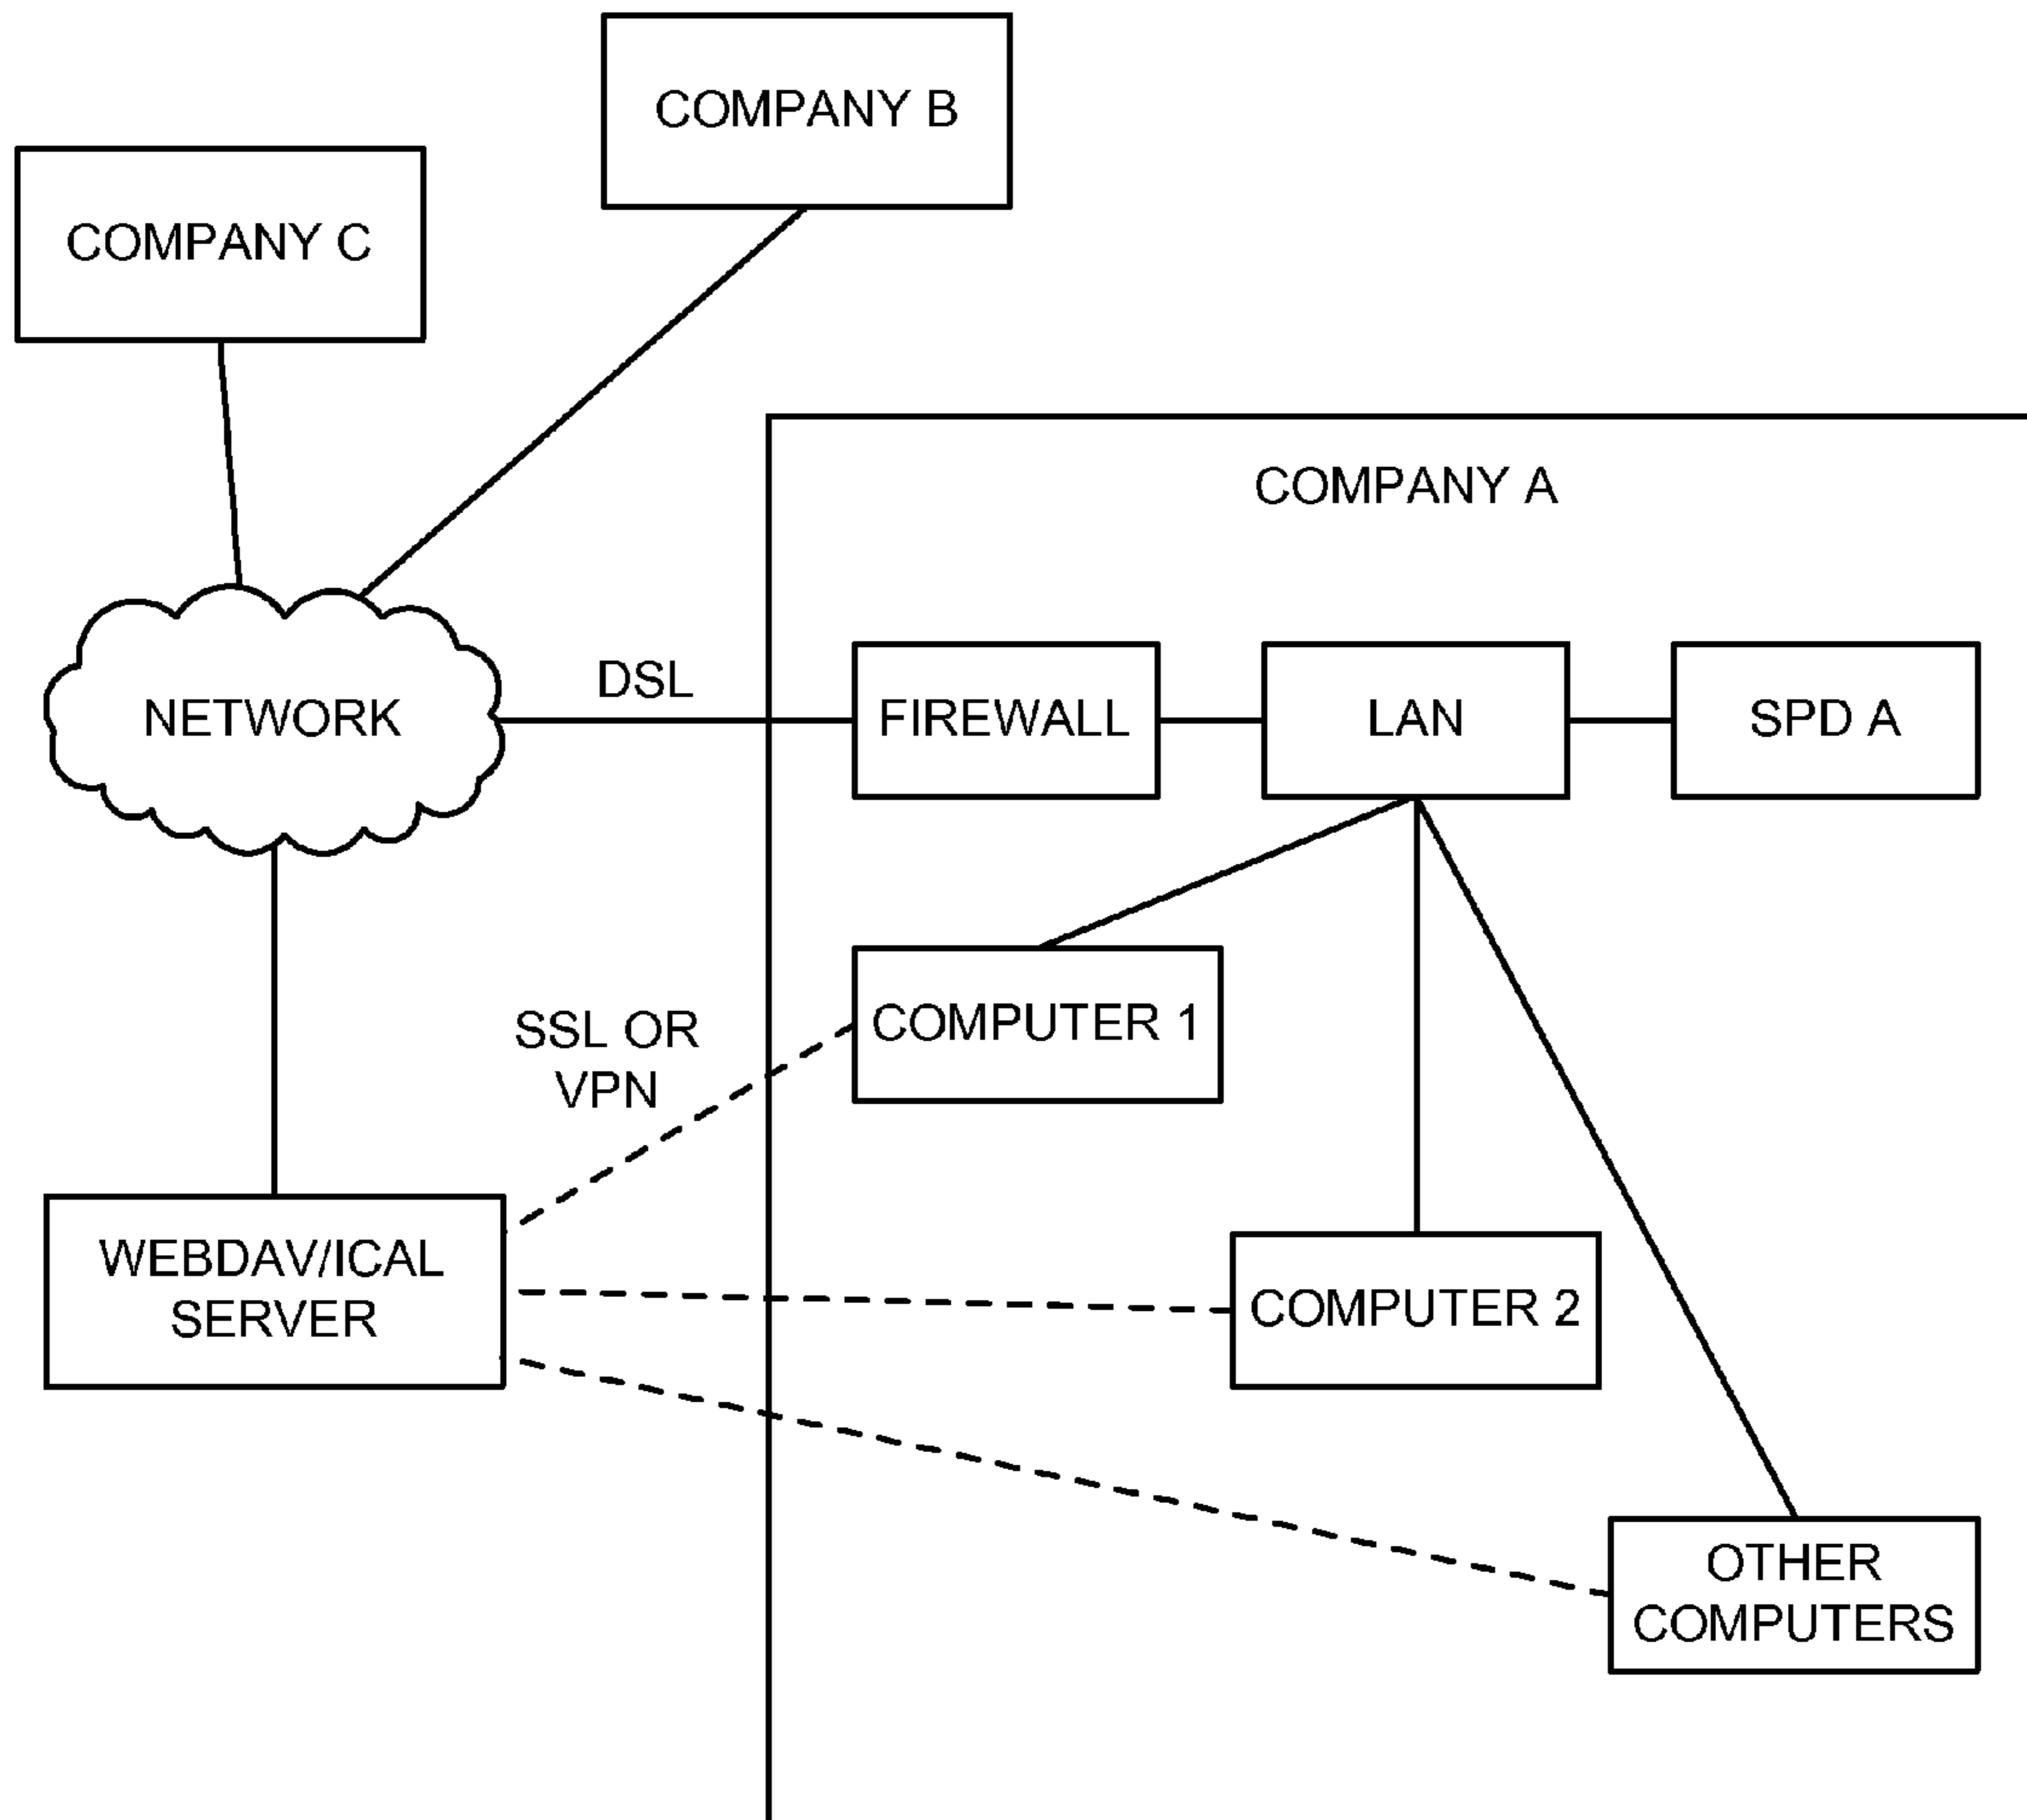 COMPANY B
COMPANY C
COMPANY A
DSL
NETWORK
FIREWALL
LAN
SPD A
SSL OR
VPN
COMPUTER 1
WEBDAV/ICAL
SERVER
COMPUTER 2
OTHER
COMPUTERS